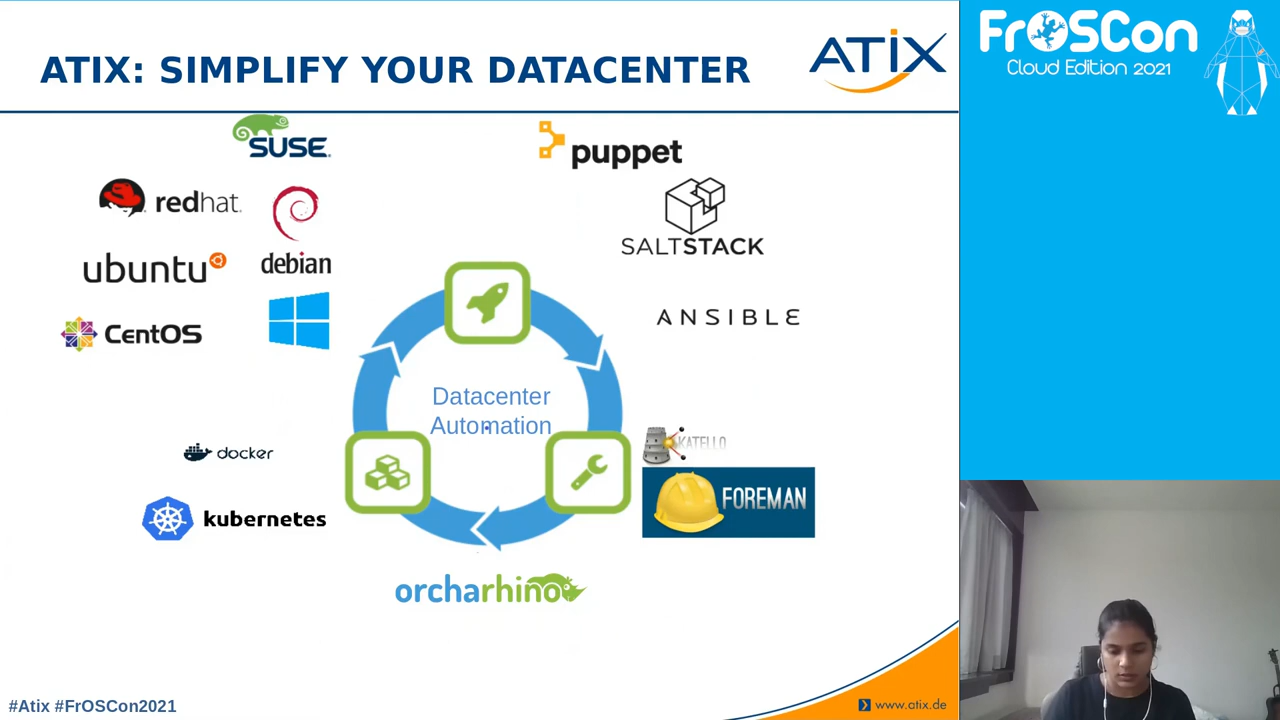 ATIX: SIMPLIFY YOUR DATACENTER
ATIX
SUSE
redhat
debian
ubuntu
CentOS
puppet
SALTSTACK
ANSIBLE
Datacenter
Automation
docker
kubernetes
KATELLO
FOREMAN
orcharhino
#Atix #FrOSCon2021
www.atix.de
FrOSCon
Cloud Edition 2021